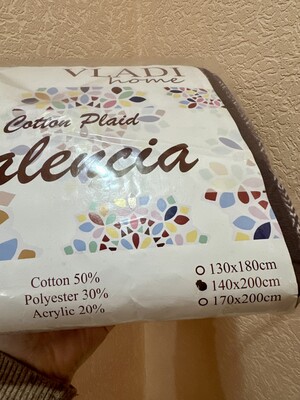 VLADI
home
Cotton Plaid
alencia
Cotton 50%
Polyester 30%
Acrylic 20%
130x180cm
140x200cm
170x200cm